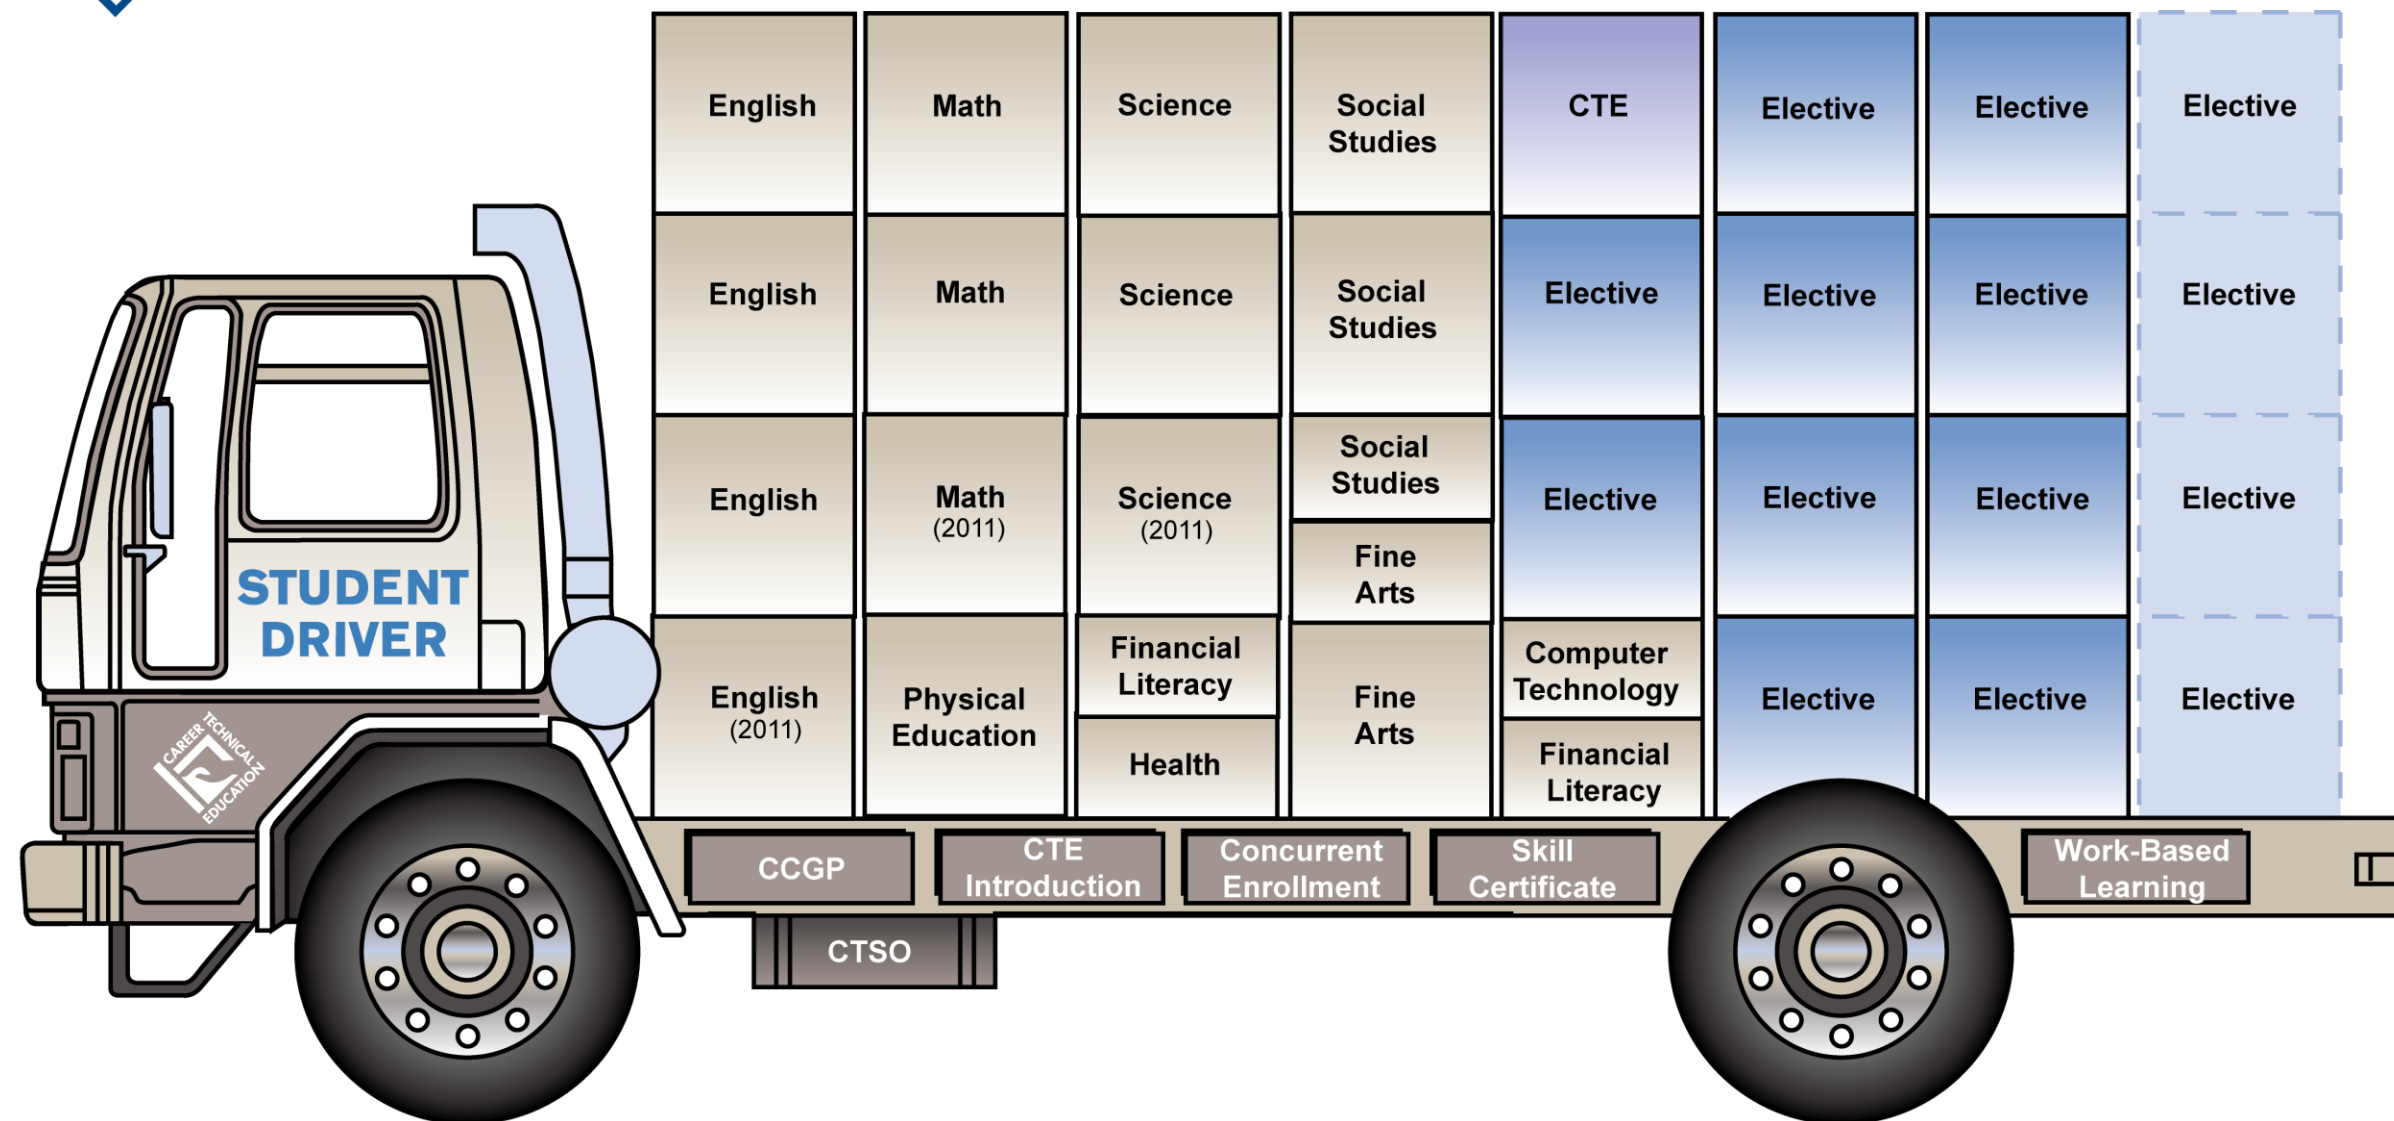 English
Math
Science
Social
Studies
CTE
Elective
Elective
Elective
English
Math
Science
Social
Studies
Elective
Elective
Elective
Elective
English
Math
(2011)
Science
(2011)
Social
Studies
Fine
Arts
Elective
Elective
Elective
Elective
English
(2011)
Physical
Education
Financial
Literacy
Health
Fine
Arts
Computer
Technology
Financial
Literacy
Elective
Elective
Elective
STUDENT
DRIVER
CAREER TECHNICAL
EDUCATION
CCGP
CTE
Introduction
Concurrent
Enrollment
Skill
Certificate
Work-Based
Learning
CTSO